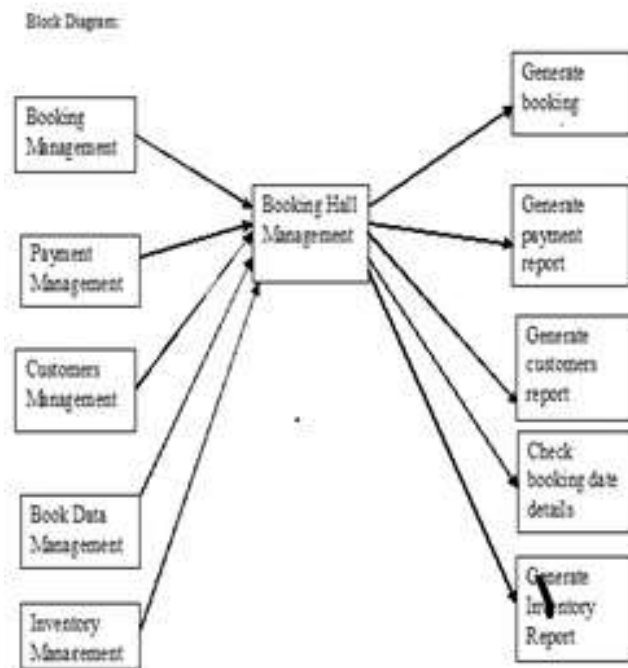 Block Diagram:
Booking
Management
Payment
Management
Customers
Management
Book Data
Management
Inventory
Management
Booking Hall
Management
Generate
booking
Generate
payment
report
Generate
customers
report
Check
booking date
details
Generate
Inventory
Report